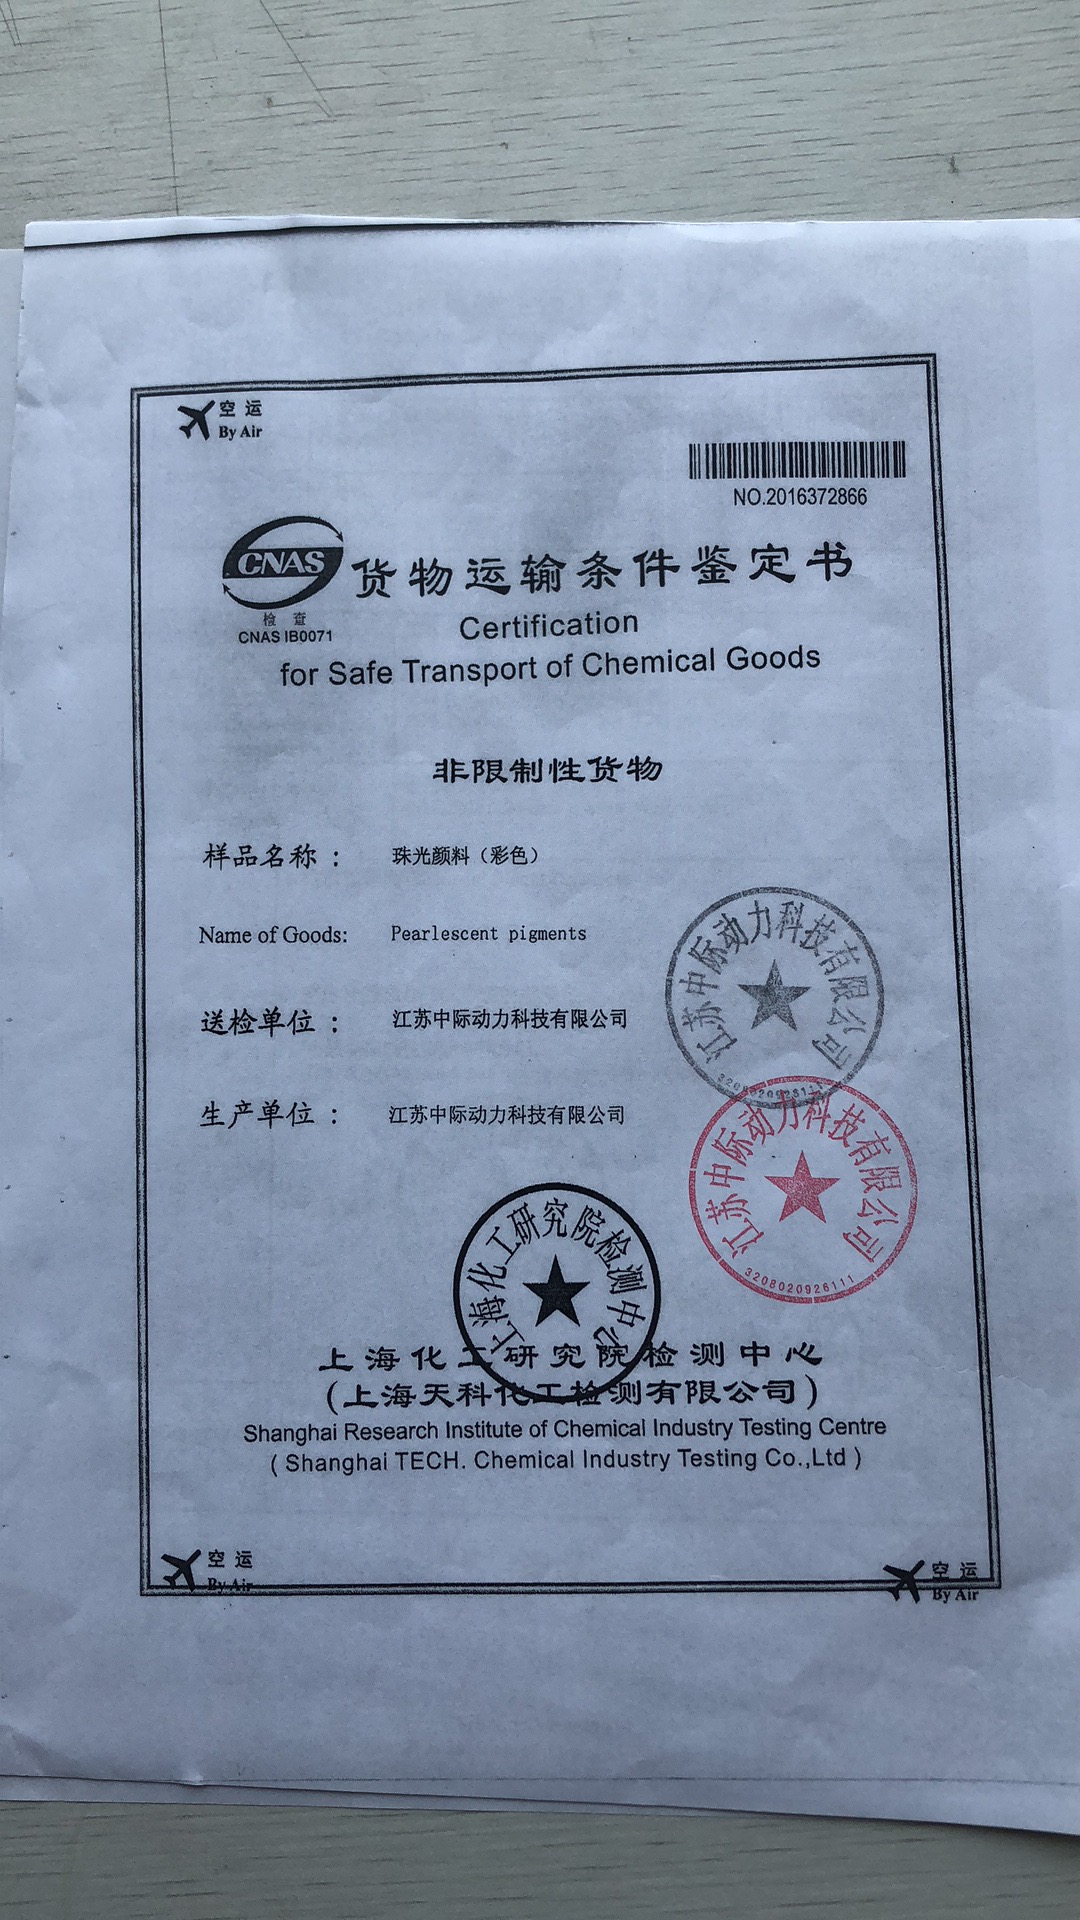 空运
By Air
NO.2016372866
CNAS
检 查
CNAS IB0071
货物运输条件鉴定书
Certification
for Safe Transport of Chemical Goods
非限制性货物
样品名称： 珠光颜料（彩色）
Name of Goods: Pearlescent pigments
送检单位： 江苏中际动力科技有限公司
生产单位： 江苏中际动力科技有限公司
江苏中际动力科技有限公司
江苏中际动力科技有限公司
3208020926111
上海化工研究院检测中心
上海化工研究院检测中心
(上海天科化工检测有限公司)
Shanghai Research Institute of Chemical Industry Testing Centre
( Shanghai TECH. Chemical Industry Testing Co.,Ltd )
空运
By Air
空运
By Air